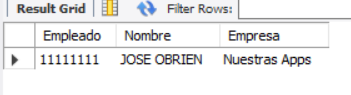 Result Grid Filter Rows:
Empleado Nombre Empresa
11111111 JOSE OBRIEN Nuestras Apps